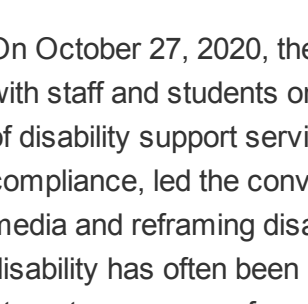 On October 27, 2020, the
with staff and students
of disability support
compliance, led the
media and reframing
disability has often been